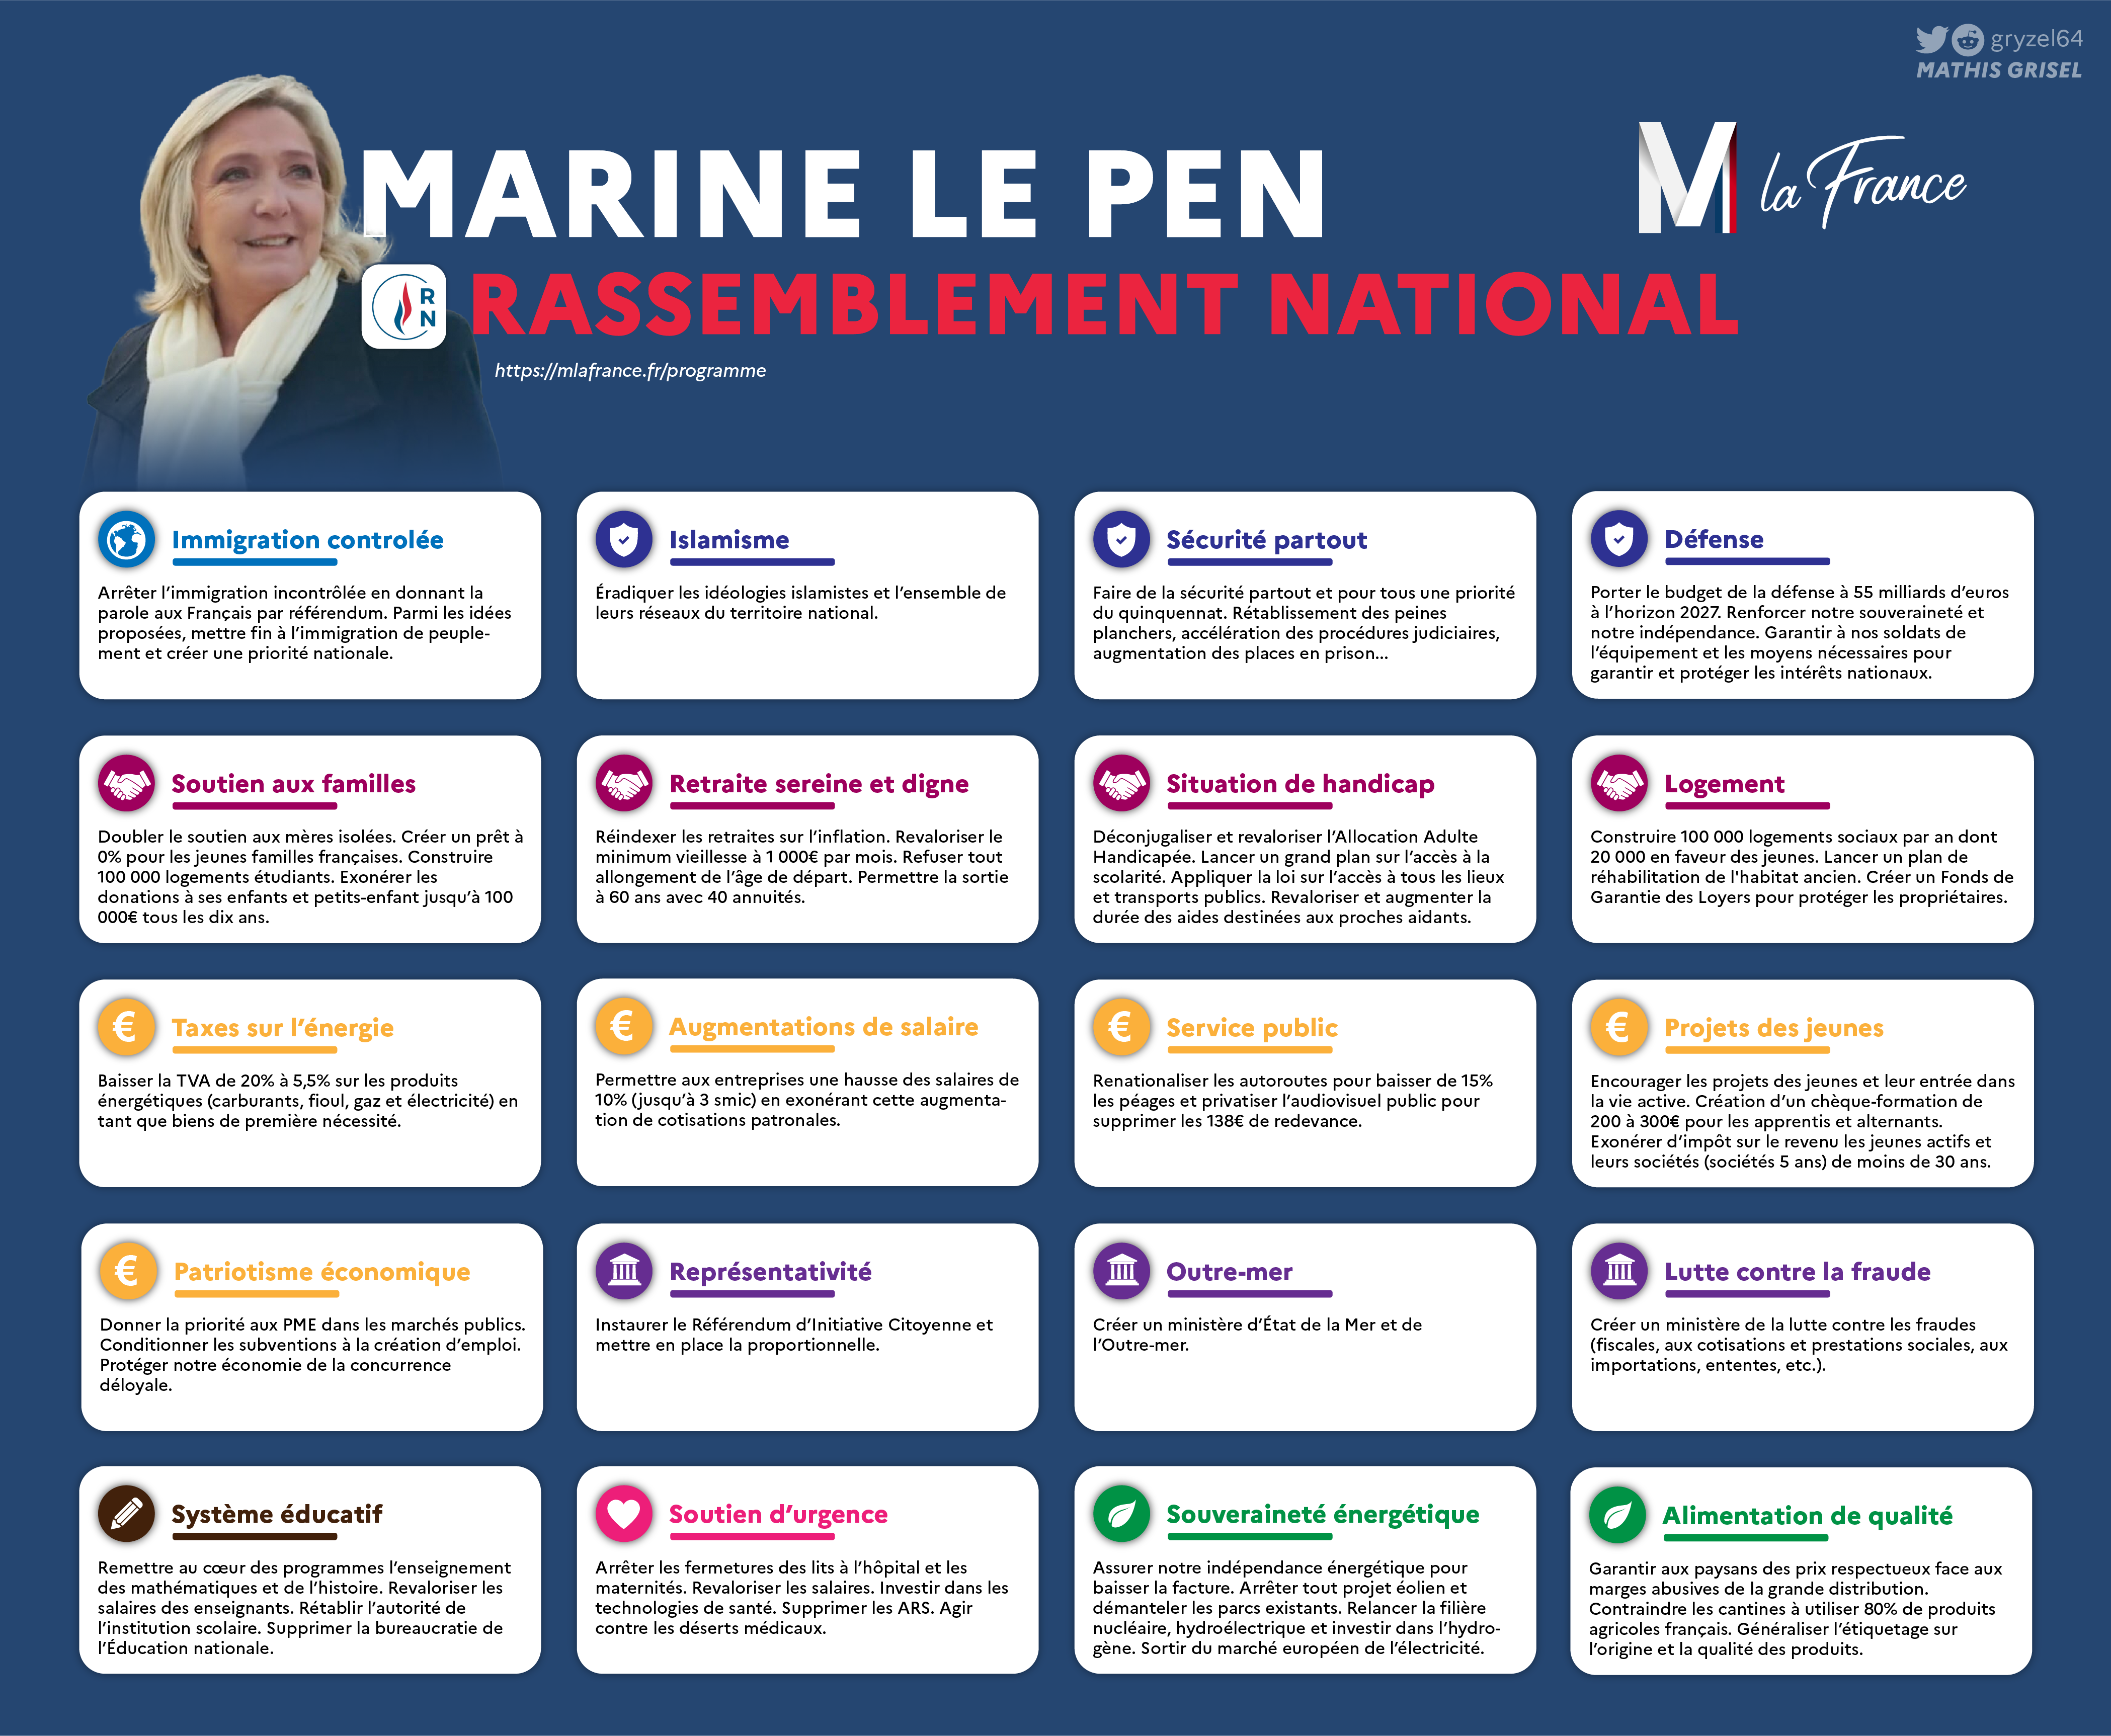 gryzel64
MATHIS GRISEL
MARINE LE PEN
M la France
RN
RASSEMBLEMENT NATIONAL
https://mlafrance.fr/programme
Immigration controlée
Arrêter l'immigration incontrôlée en donnant la
parole aux Français par référendum. Parmi les idées
proposées, mettre fin à l'immigration de peuple-
ment et créer une priorité nationale.
Islamisme
Éradiquer les idéologies islamistes et l'ensemble de
leurs réseaux du territoire national.
Sécurité partout
Faire de la sécurité partout et pour tous une priorité
du quinquennat. Rétablissement des peines
planchers, accélération des procédures judiciaires,
augmentation des places en prison...
Défense
Porter le budget de la défense à 55 milliards d'euros
à l'horizon 2027. Renforcer notre souveraineté et
notre indépendance. Garantir à nos soldats de
l'équipement et les moyens nécessaires pour
garantir et protéger les intérêts nationaux.
Soutien aux familles
Doubler le soutien aux mères isolées. Créer un prêt à
0% pour les jeunes familles françaises. Construire
100 000 logements étudiants. Exonérer les
donations à ses enfants et petits-enfant jusqu'à 100
000€ tous les dix ans.
Retraite sereine et digne
Réindexer les retraites sur l'inflation. Revaloriser le
minimum vieillesse à 1 000€ par mois. Refuser tout
allongement de l'âge de départ. Permettre la sortie
à 60 ans avec 40 annuités.
Situation de handicap
Déconjugaliser et revaloriser l'Allocation Adulte
Handicapée. Lancer un grand plan sur l'accès à la
scolarité. Appliquer la loi sur l'accès à tous les lieux
et transports publics. Revaloriser et augmenter la
durée des aides destinées aux proches aidants.
Logement
Construire 100 000 logements sociaux par an dont
20 000 en faveur des jeunes. Lancer un plan de
réhabilitation de l'habitat ancien. Créer un Fonds de
Garantie des Loyers pour protéger les propriétaires.
Taxes sur l'énergie
Baisser la TVA de 20% à 5,5% sur les produits
énergétiques (carburants, fioul, gaz et électricité) en
tant que biens de première nécessité.
Augmentations de salaire
Permettre aux entreprises une hausse des salaires de
10% (jusqu'à 3 smic) en exonérant cette augmenta-
tion de cotisations patronales.
Service public
Renationaliser les autoroutes pour baisser de 15%
les péages et privatiser l'audiovisuel public pour
supprimer les 138€ de redevance.
Projets des jeunes
Encourager les projets des jeunes et leur entrée dans
la vie active. Création d'un chèque-formation de
200 à 300€ pour les apprentis et alternants.
Exonérer d'impôt sur le revenu les jeunes actifs et
leurs sociétés (sociétés 5 ans) de moins de 30 ans.
Patriotisme économique
Donner la priorité aux PME dans les marchés publics.
Conditionner les subventions à la création d'emploi.
Protéger notre économie de la concurrence
déloyale.
Représentativité
Instaurer le Référendum d'Initiative Citoyenne et
mettre en place la proportionnelle.
Outre-mer
Créer un ministère d'État de la Mer et de
l'Outre-mer.
Lutte contre la fraude
Créer un ministère de la lutte contre les fraudes
(fiscales, aux cotisations et prestations sociales, aux
importations, ententes, etc.).
Système éducatif
Remettre au cœur des programmes l'enseignement
des mathématiques et de l'histoire. Revaloriser les
salaires des enseignants. Rétablir l'autorité de
l'institution scolaire. Supprimer la bureaucratie de
l'Éducation nationale.
Soutien d'urgence
Arrêter les fermetures des lits à l'hôpital et les
maternités. Revaloriser les salaires. Investir dans les
technologies de santé. Supprimer les ARS. Agir
contre les déserts médicaux.
Souveraineté énergétique
Assurer notre indépendance énergétique pour
baisser la facture. Arrêter tout projet éolien et
démanteler les parcs existants. Relancer la filière
nucléaire, hydroélectrique et investir dans l'hydro-
gène. Sortir du marché européen de l'électricité.
Alimentation de qualité
Garantir aux paysans des prix respectueux face aux
marges abusives de la grande distribution.
Contraindre les cantines à utiliser 80% de produits
agricoles français. Généraliser l'étiquetage sur
l'origine et la qualité des produits.